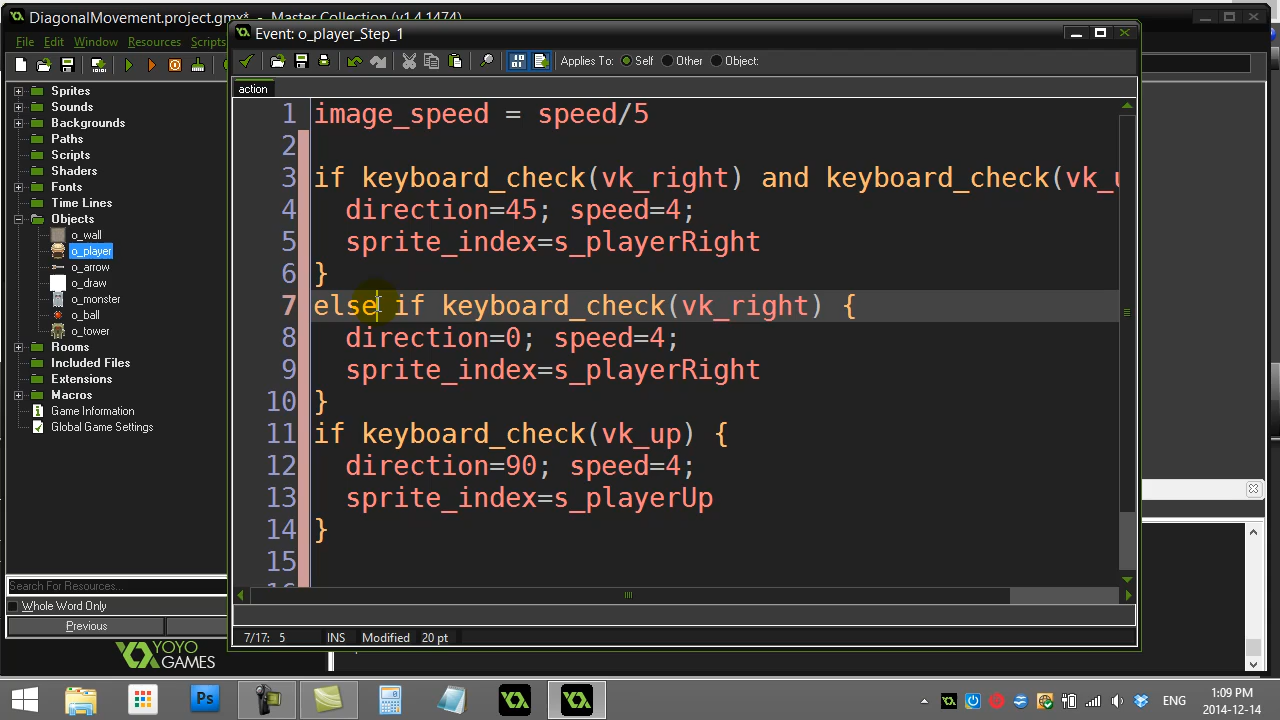 DiagonalMovement.project.gmx* - Master Collection (v1.4.1474)
File Edit Window Resources Scripts
Event: o_player_Step_1
Applies To: Self Other Object:
action
Sprites
Sounds
Backgrounds
Paths
Scripts
Shaders
Fonts
Time Lines
Objects
o_wall
o_player
o_arrow
o_draw
o_monster
o_ball
o_tower
Rooms
Included Files
Extensions
Macros
Game Information
Global Game Settings
Search For Resources...
Whole Word Only
Previous
YOYO
GAMES
1 image_speed = speed/5
2
3 if keyboard_check(vk_right) and keyboard_check(vk_u
4 direction=45; speed=4;
5 sprite_index=s_playerRight
6 }
7 else if keyboard_check(vk_right) {
8 direction=0; speed=4;
9 sprite_index=s_playerRight
10 }
11 if keyboard_check(vk_up) {
12 direction=90; speed=4;
13 sprite_index=s_playerUp
14 }
15
7/17: 5 INS Modified 20 pt
Ps
ENG
1:09 PM
2014-12-14